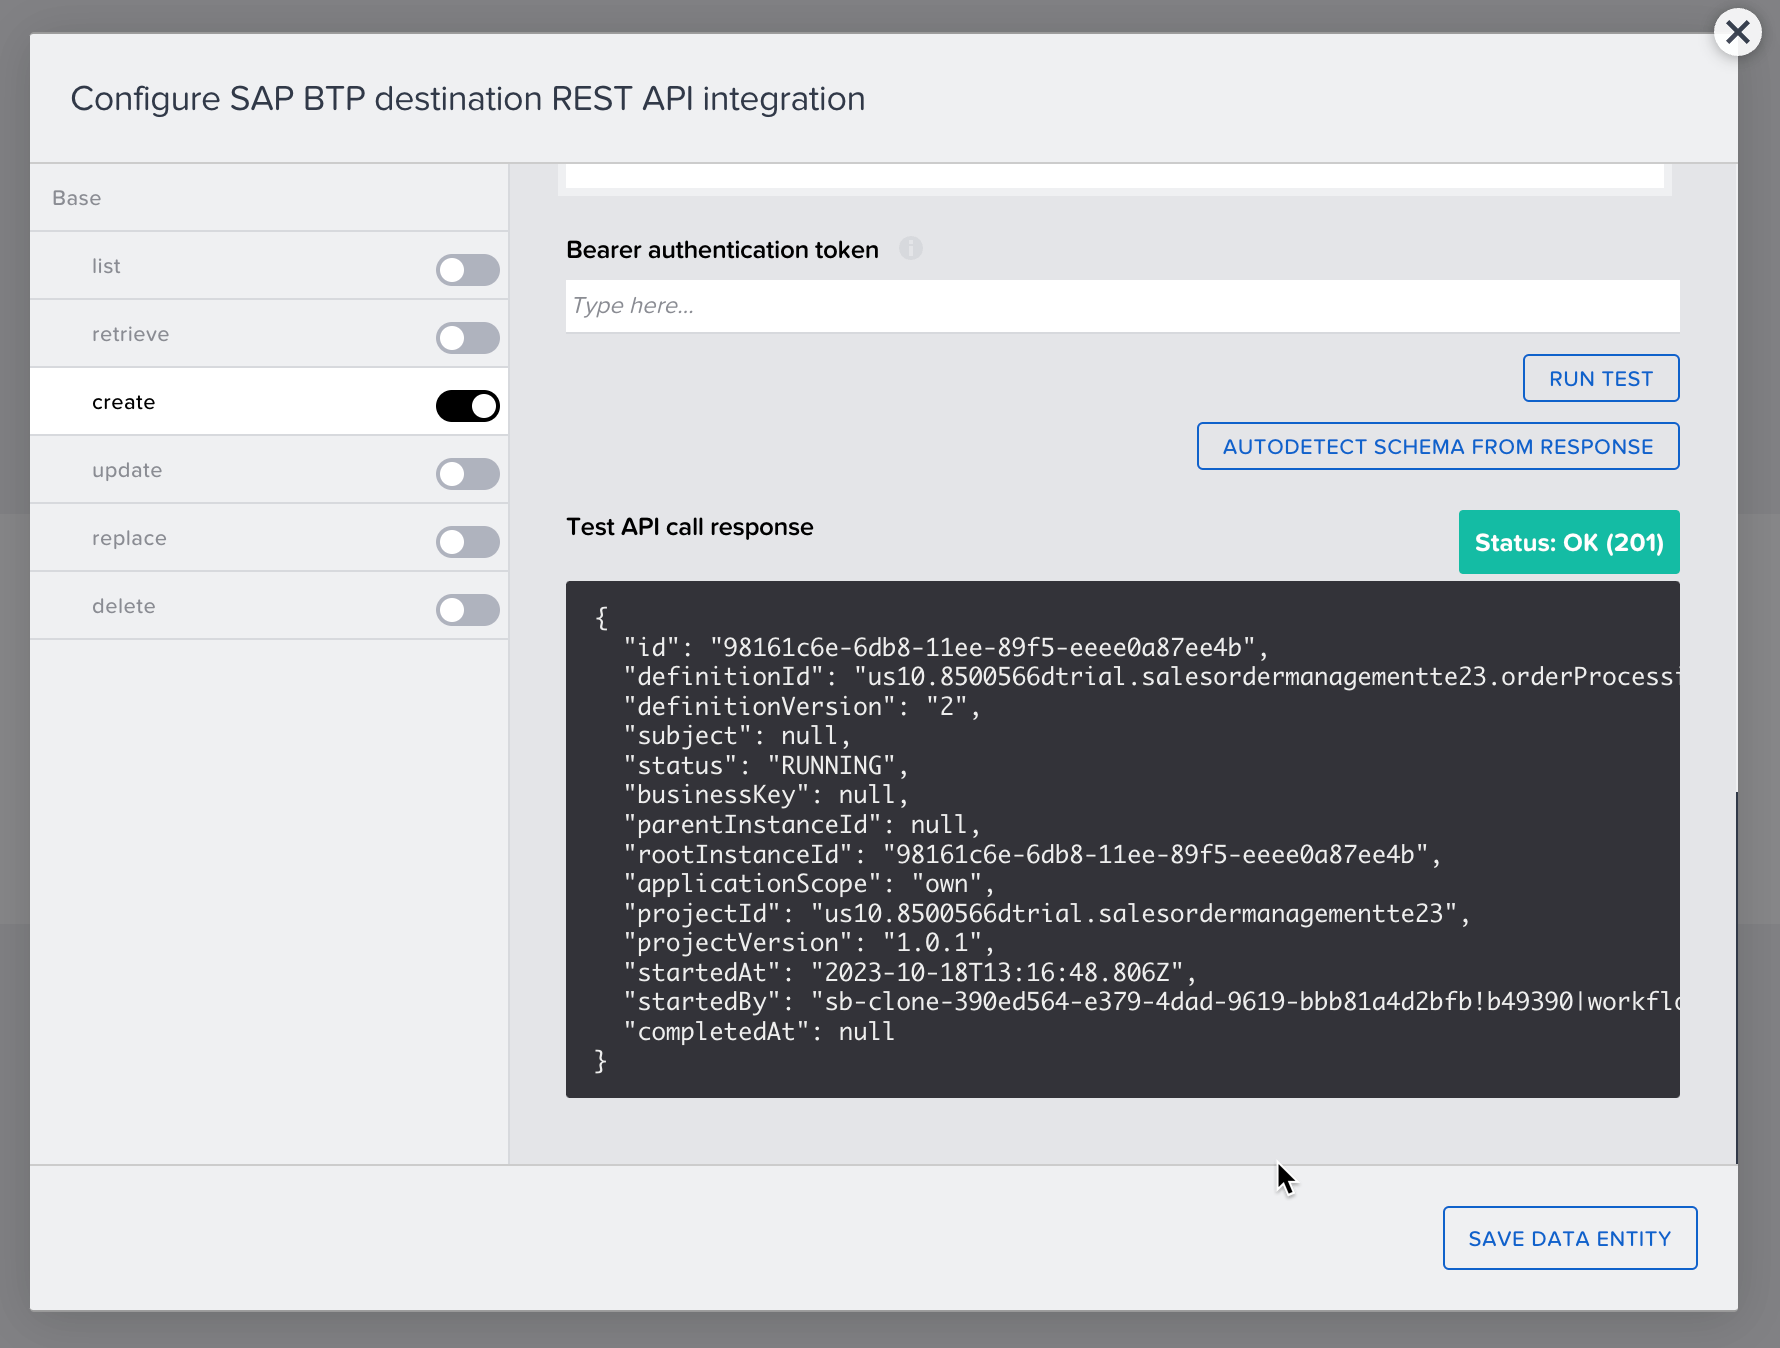 Configure SAP BTP destination REST API integration
Base
list
retrieve
create
update
replace
delete
Bearer authentication token
Type here...
RUN TEST
AUTODETECT SCHEMA FROM RESPONSE
Test API call response
Status: OK (201)
{
"id": "98161c6e-6db8-11ee-89f5-eeee0a87ee4b",
"definitionId": "us10.8500566dtrial.salesordermanagementte23.orderProcessi
"definitionVersion": "2",
"subject": null,
"status": "RUNNING",
"businessKey": null,
"parentInstanceId": null,
"rootInstanceId": "98161c6e-6db8-11ee-89f5-eeee0a87ee4b",
"applicationScope": "own",
"projectId": "us10.8500566dtrial.salesordermanagementte23",
"projectVersion": "1.0.1",
"startedAt": "2023-10-18T13:16:48.806Z",
"startedBy": "sb-clone-390ed564-e379-4dad-9619-bbb81a4d2bfb!b49390|workflo
"completedAt": null
}
SAVE DATA ENTITY